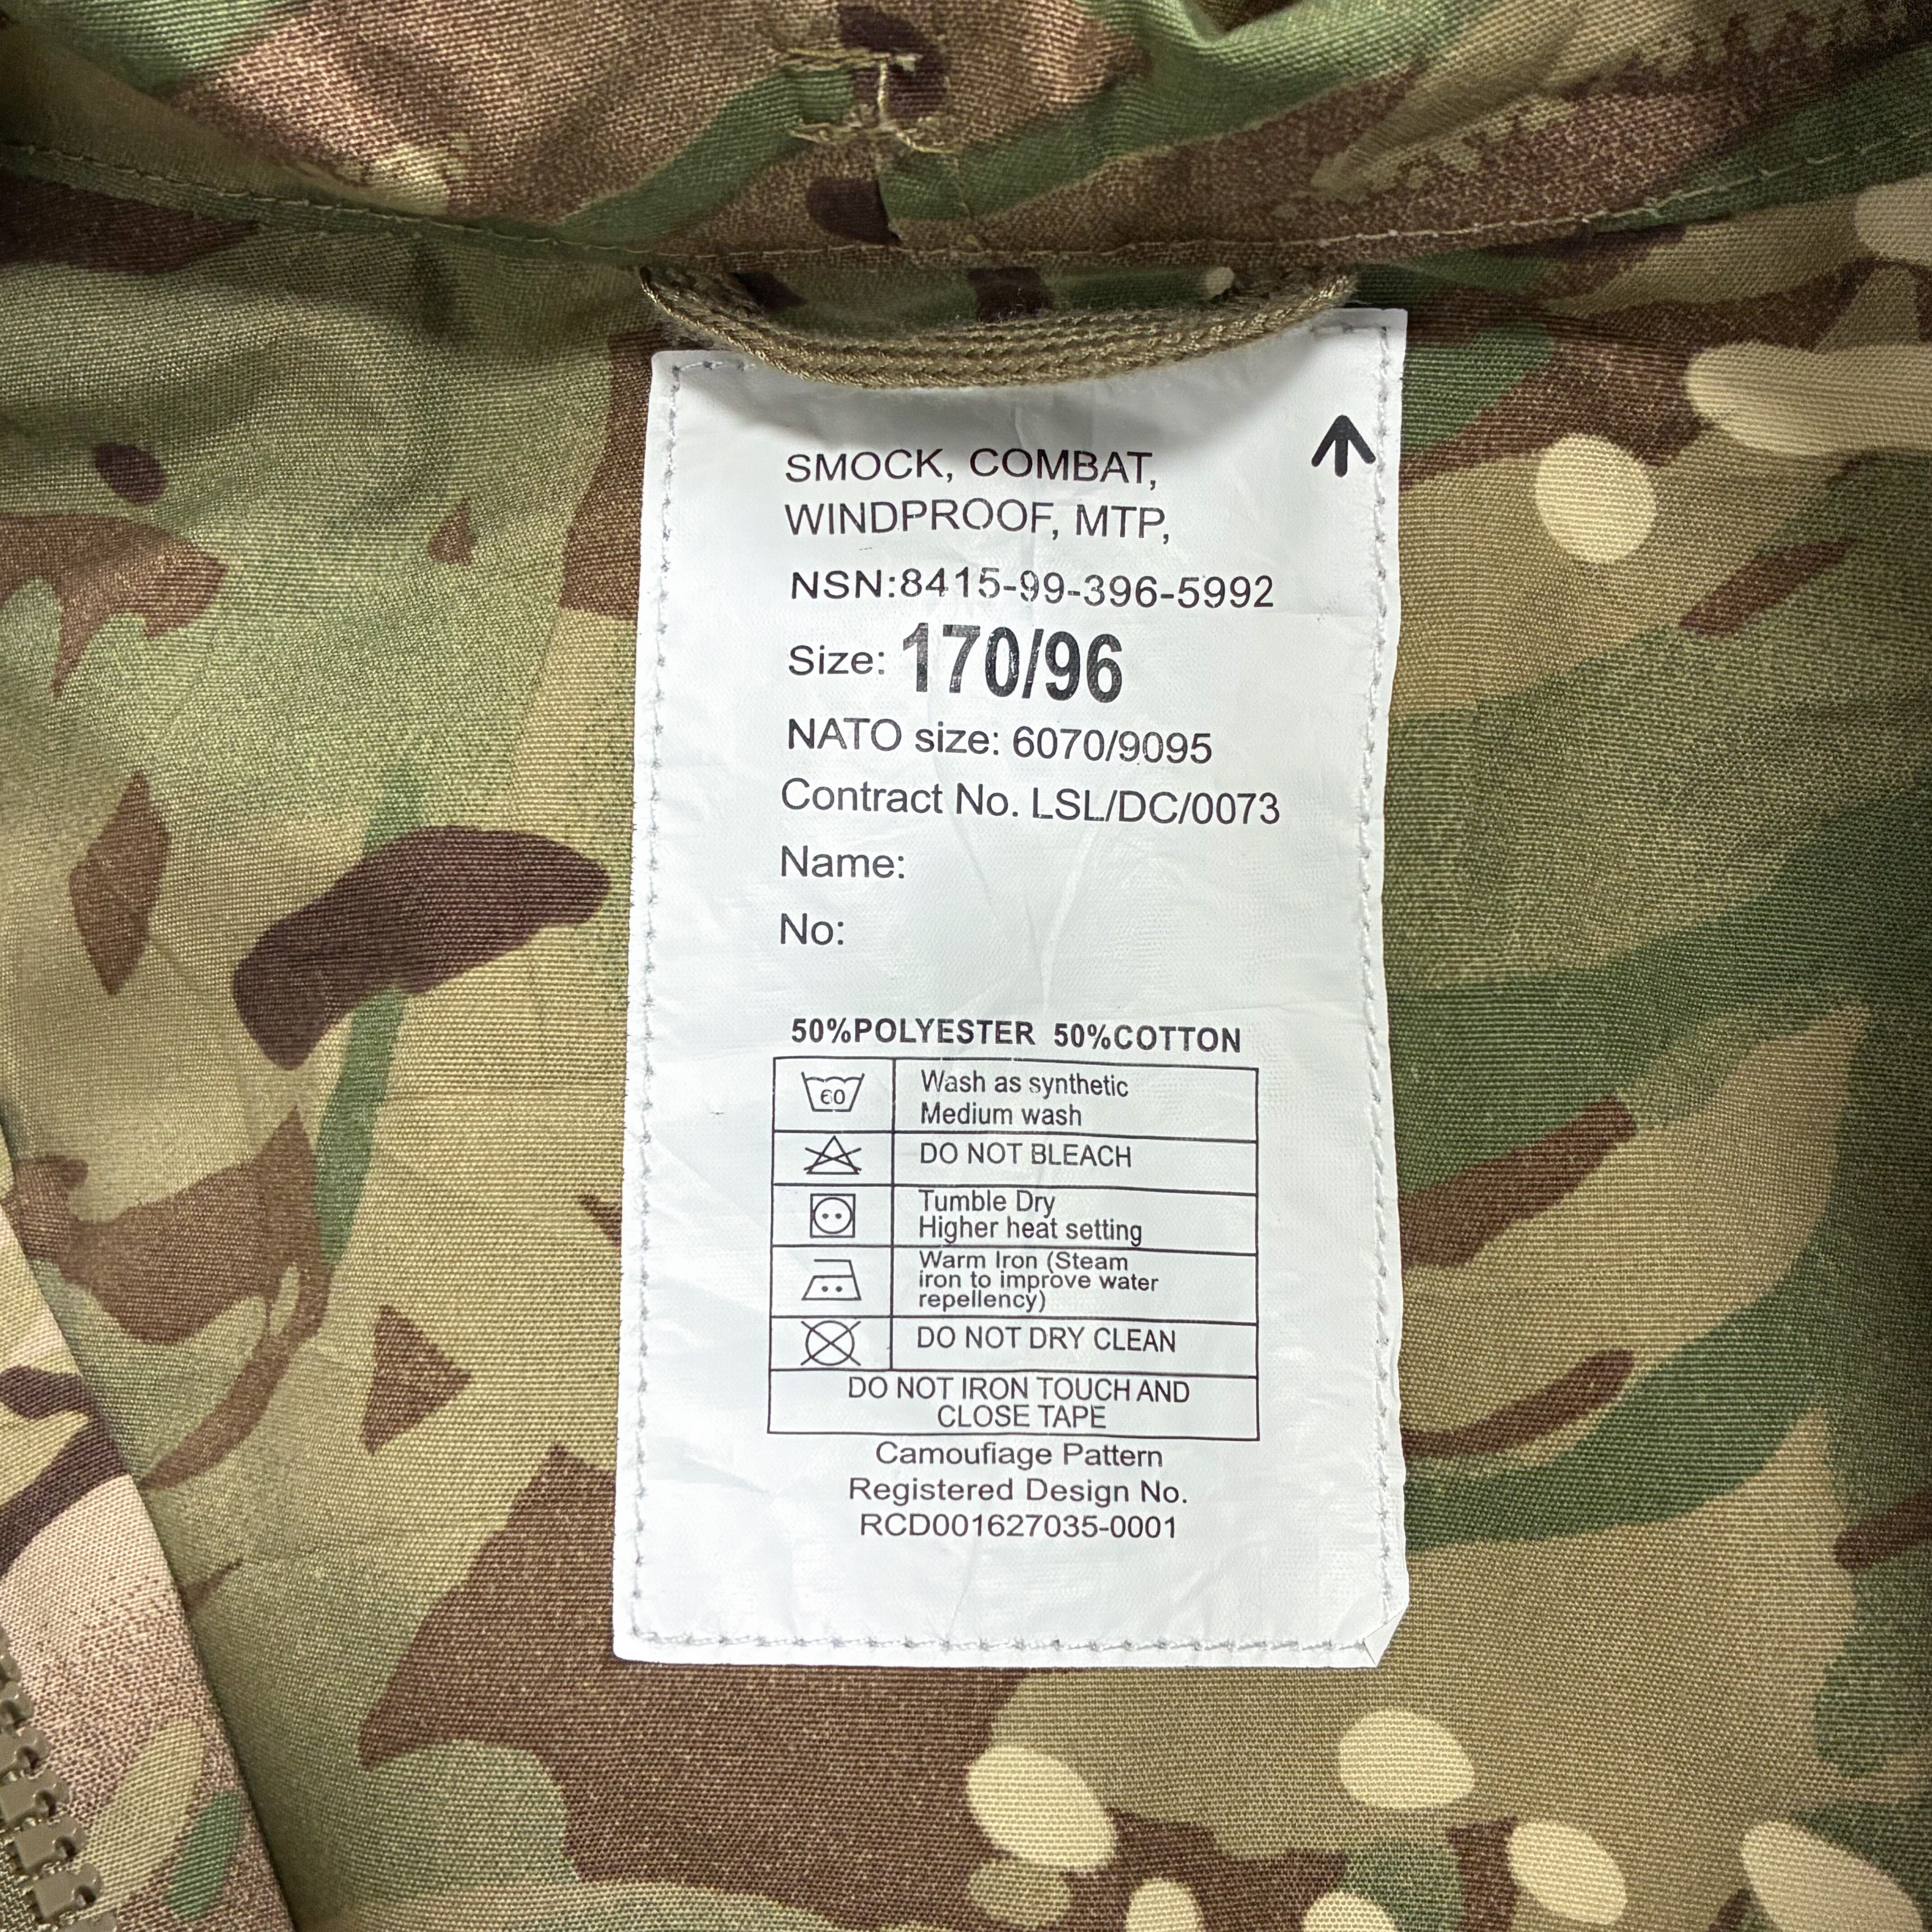 SMOCK, COMBAT,
WINDPROOF, MTP,
NSN:8415-99-396-5992
Size: 170/96
NATO size: 6070/9095
Contract No. LSL/DC/0073
Name:
No:
50%POLYESTER 50%COTTON
60
Wash as synthetic
Medium wash
DO NOT BLEACH
Tumble Dry
Higher heat setting
Warm Iron (Steam
iron to improve water
repellency)
DO NOT DRY CLEAN
DO NOT IRON TOUCH AND
CLOSE TAPE
Camouflage Pattern
Registered Design No.
RCD001627035-0001